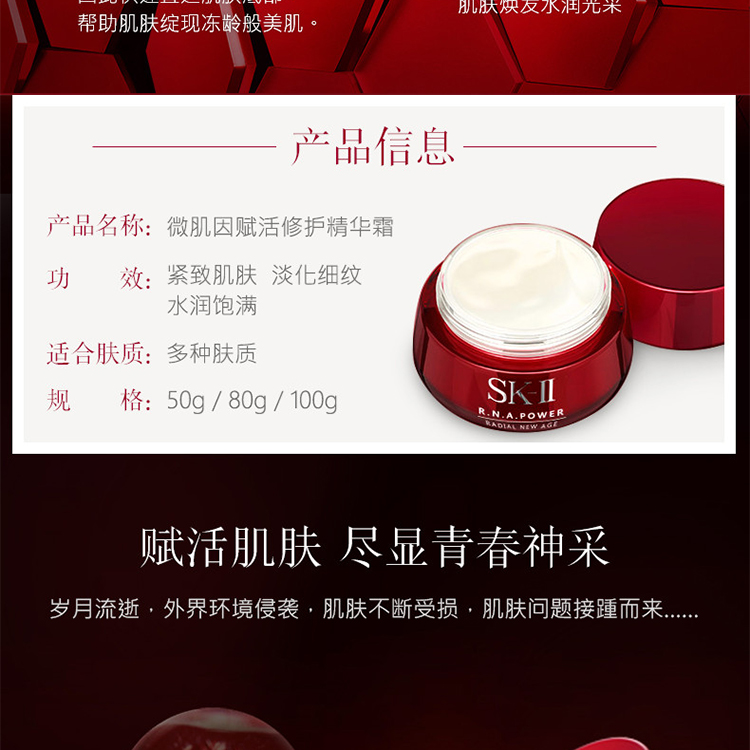 帮助肌肤绽现冻龄般美肌。
肌肤焕发水润光采
产品信息
产品名称: 微肌因赋活修护精华霜
功 效: 紧致肌肤 淡化细纹
水润饱满
适合肤质: 多种肤质
规 格: 50g / 80g / 100g
SK-II
R.N.A.POWER
RADIAL NEW AGE
赋活肌肤 尽显青春神采
岁月流逝，外界环境侵袭，肌肤不断受损，肌肤问题接踵而来......